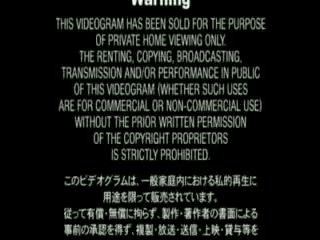 Warning
THIS VIDEOGRAM HAS BEEN SOLD FOR THE PURPOSE
OF PRIVATE HOME VIEWING ONLY.
THE RENTING, COPYING, BROADCASTING,
TRANSMISSION AND/OR PERFORMANCE IN PUBLIC
OF THIS VIDEOGRAM (WHETHER SUCH USES
ARE FOR COMMERCIAL OR NON-COMMERCIAL USE)
WITHOUT THE PRIOR WRITTEN PERMISSION
OF THE COPYRIGHT PROPRIETORS
IS STRICTLY PROHIBITED.
このビデオグラムは、一般家庭内における私的再生に
用途を限って販売されています。
従って有償・無償に拘らず、製作・著作者の書面による
事前の承認を得ず、複製・放送・送信・上映・貸与等を